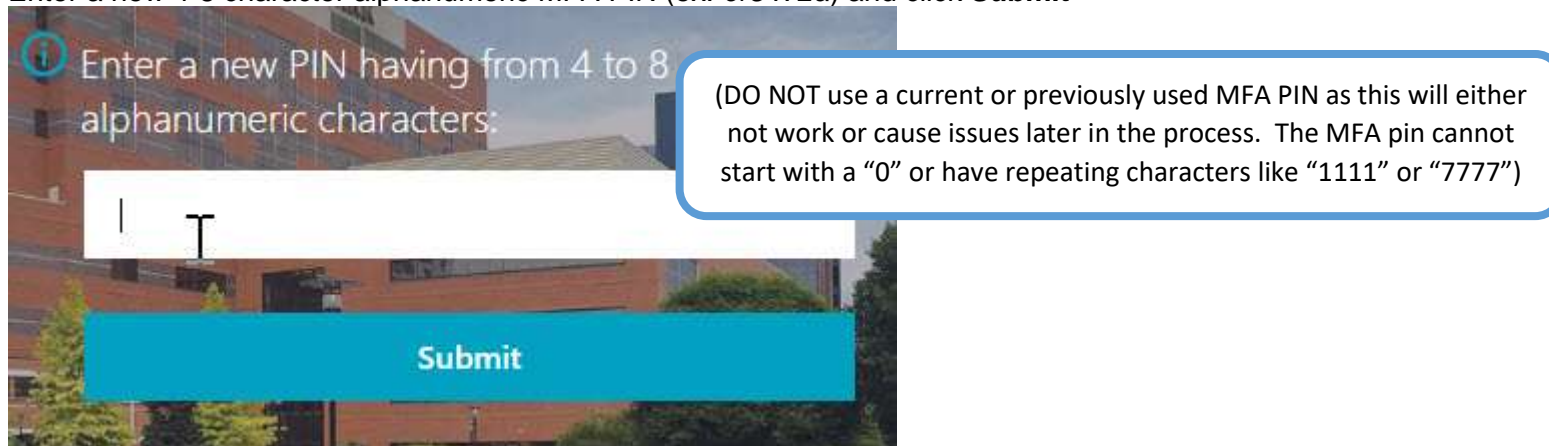 Enter a new PIN having from 4 to 8
alphanumeric characters:
(DO NOT use a current or previously used MFA PIN as this will either
not work or cause issues later in the process. The MFA pin cannot
start with a “0” or have repeating characters like “1111” or “7777”)
Submit